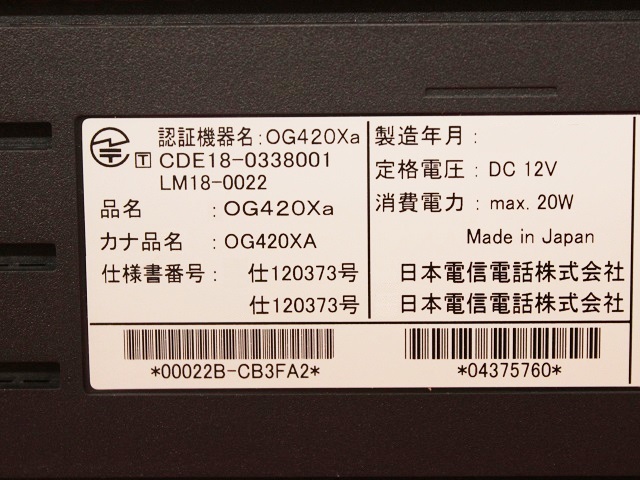 認証機器名:OG420Xa
T CDE18-0338001
LM18-0022
品名 : OG420Xa
カナ品名 : OG420XA
仕様書番号 : 仕120373号
仕120373号
製造年月 :
定格電圧 : DC 12V
消費電力 : max. 20W
Made in Japan
日本電信電話株式会社
日本電信電話株式会社
*00022B-CB3FA2*
*04375760*